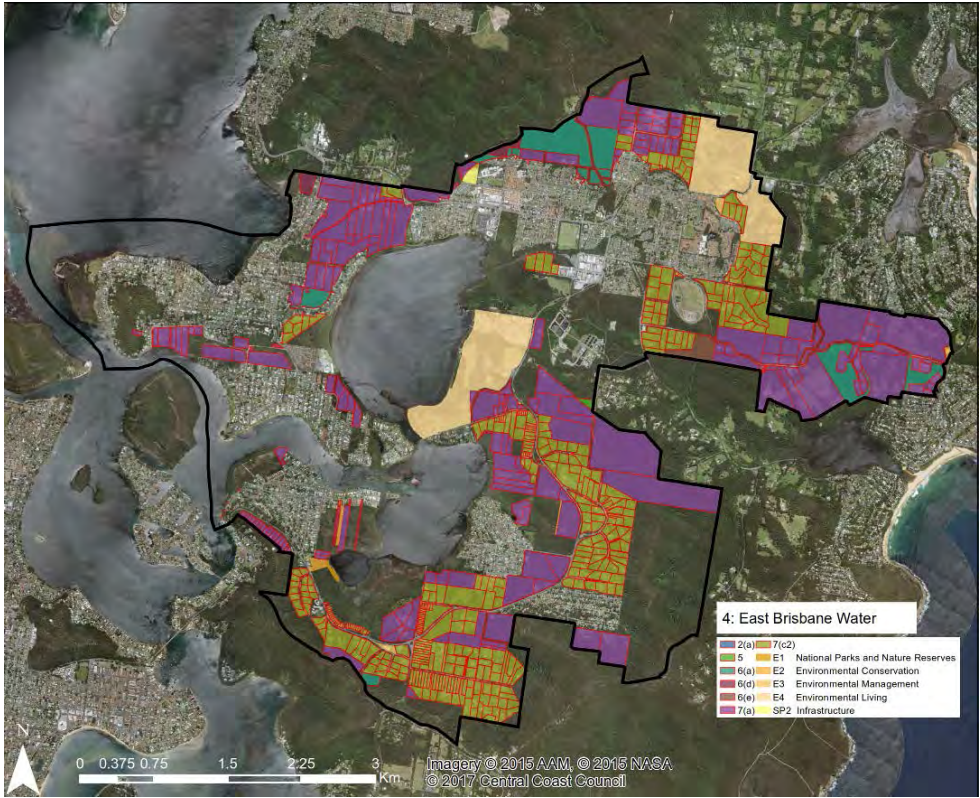 4: East Brisbane Water
2(a) 7(c2)
5 E1 National Parks and Nature Reserves
6(a) E2 Environmental Conservation
6(d) E3 Environmental Management
6(e) E4 Environmental Living
7(a) SP2 Infrastructure
N
0 0.375 0.75 1.5 2.25 3
Km
Imagery © 2015 AAM, © 2015 NASA
© 2017 Central Coast Council